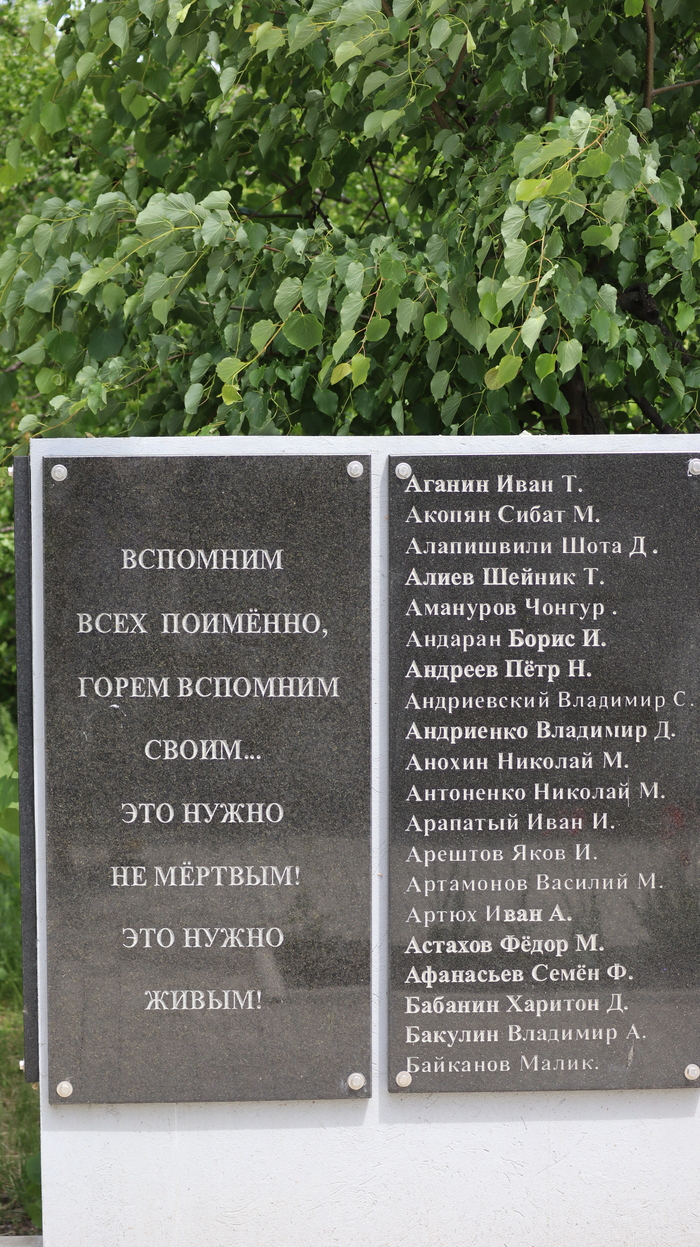 ВСПОМНИМ
ВСЕХ ПОИМЁННО,
ГОРЕМ ВСПОМНИМ
СВОИМ...
ЭТО НУЖНО
НЕ МЁРТВЫМ!
ЭТО НУЖНО
ЖИВЫМ!
Аганин Иван Т.
Акопян Сибат М.
Алапишвили Шота Д .
Алиев Шейник Т.
Амануров Чонгур .
Андаран Борис И.
Андреев Пётр Н.
Андриевский Владимир С.
Андриенко Владимир Д.
Анохин Николай М.
Антоненко Николай М.
Арапатый Иван И.
Арештов Яков И.
Артамонов Василий М.
Артюх Иван А.
Астахов Фёдор М.
Афанасьев Семён Ф.
Бабанин Харитон Д.
Бакулин Владимир А.
Байканов Малик.